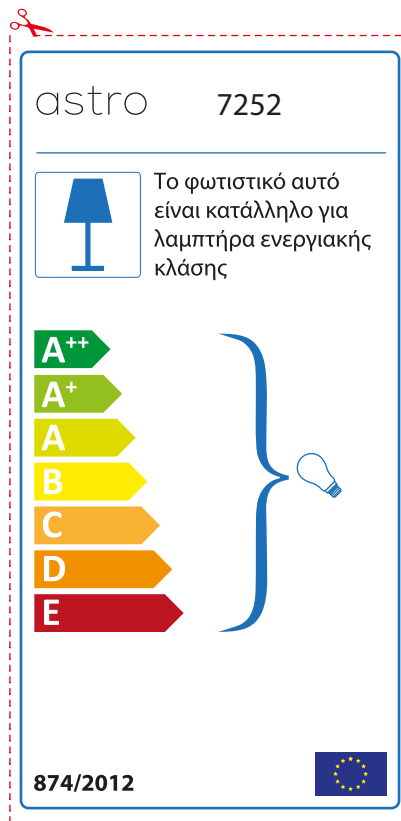 astro 7252
Το φωτιστικό αυτό
είναι κατάλληλο για
λαμπτήρα ενεργιακής
κλάσης
A++
A+
A
B
C
D
E
874/2012